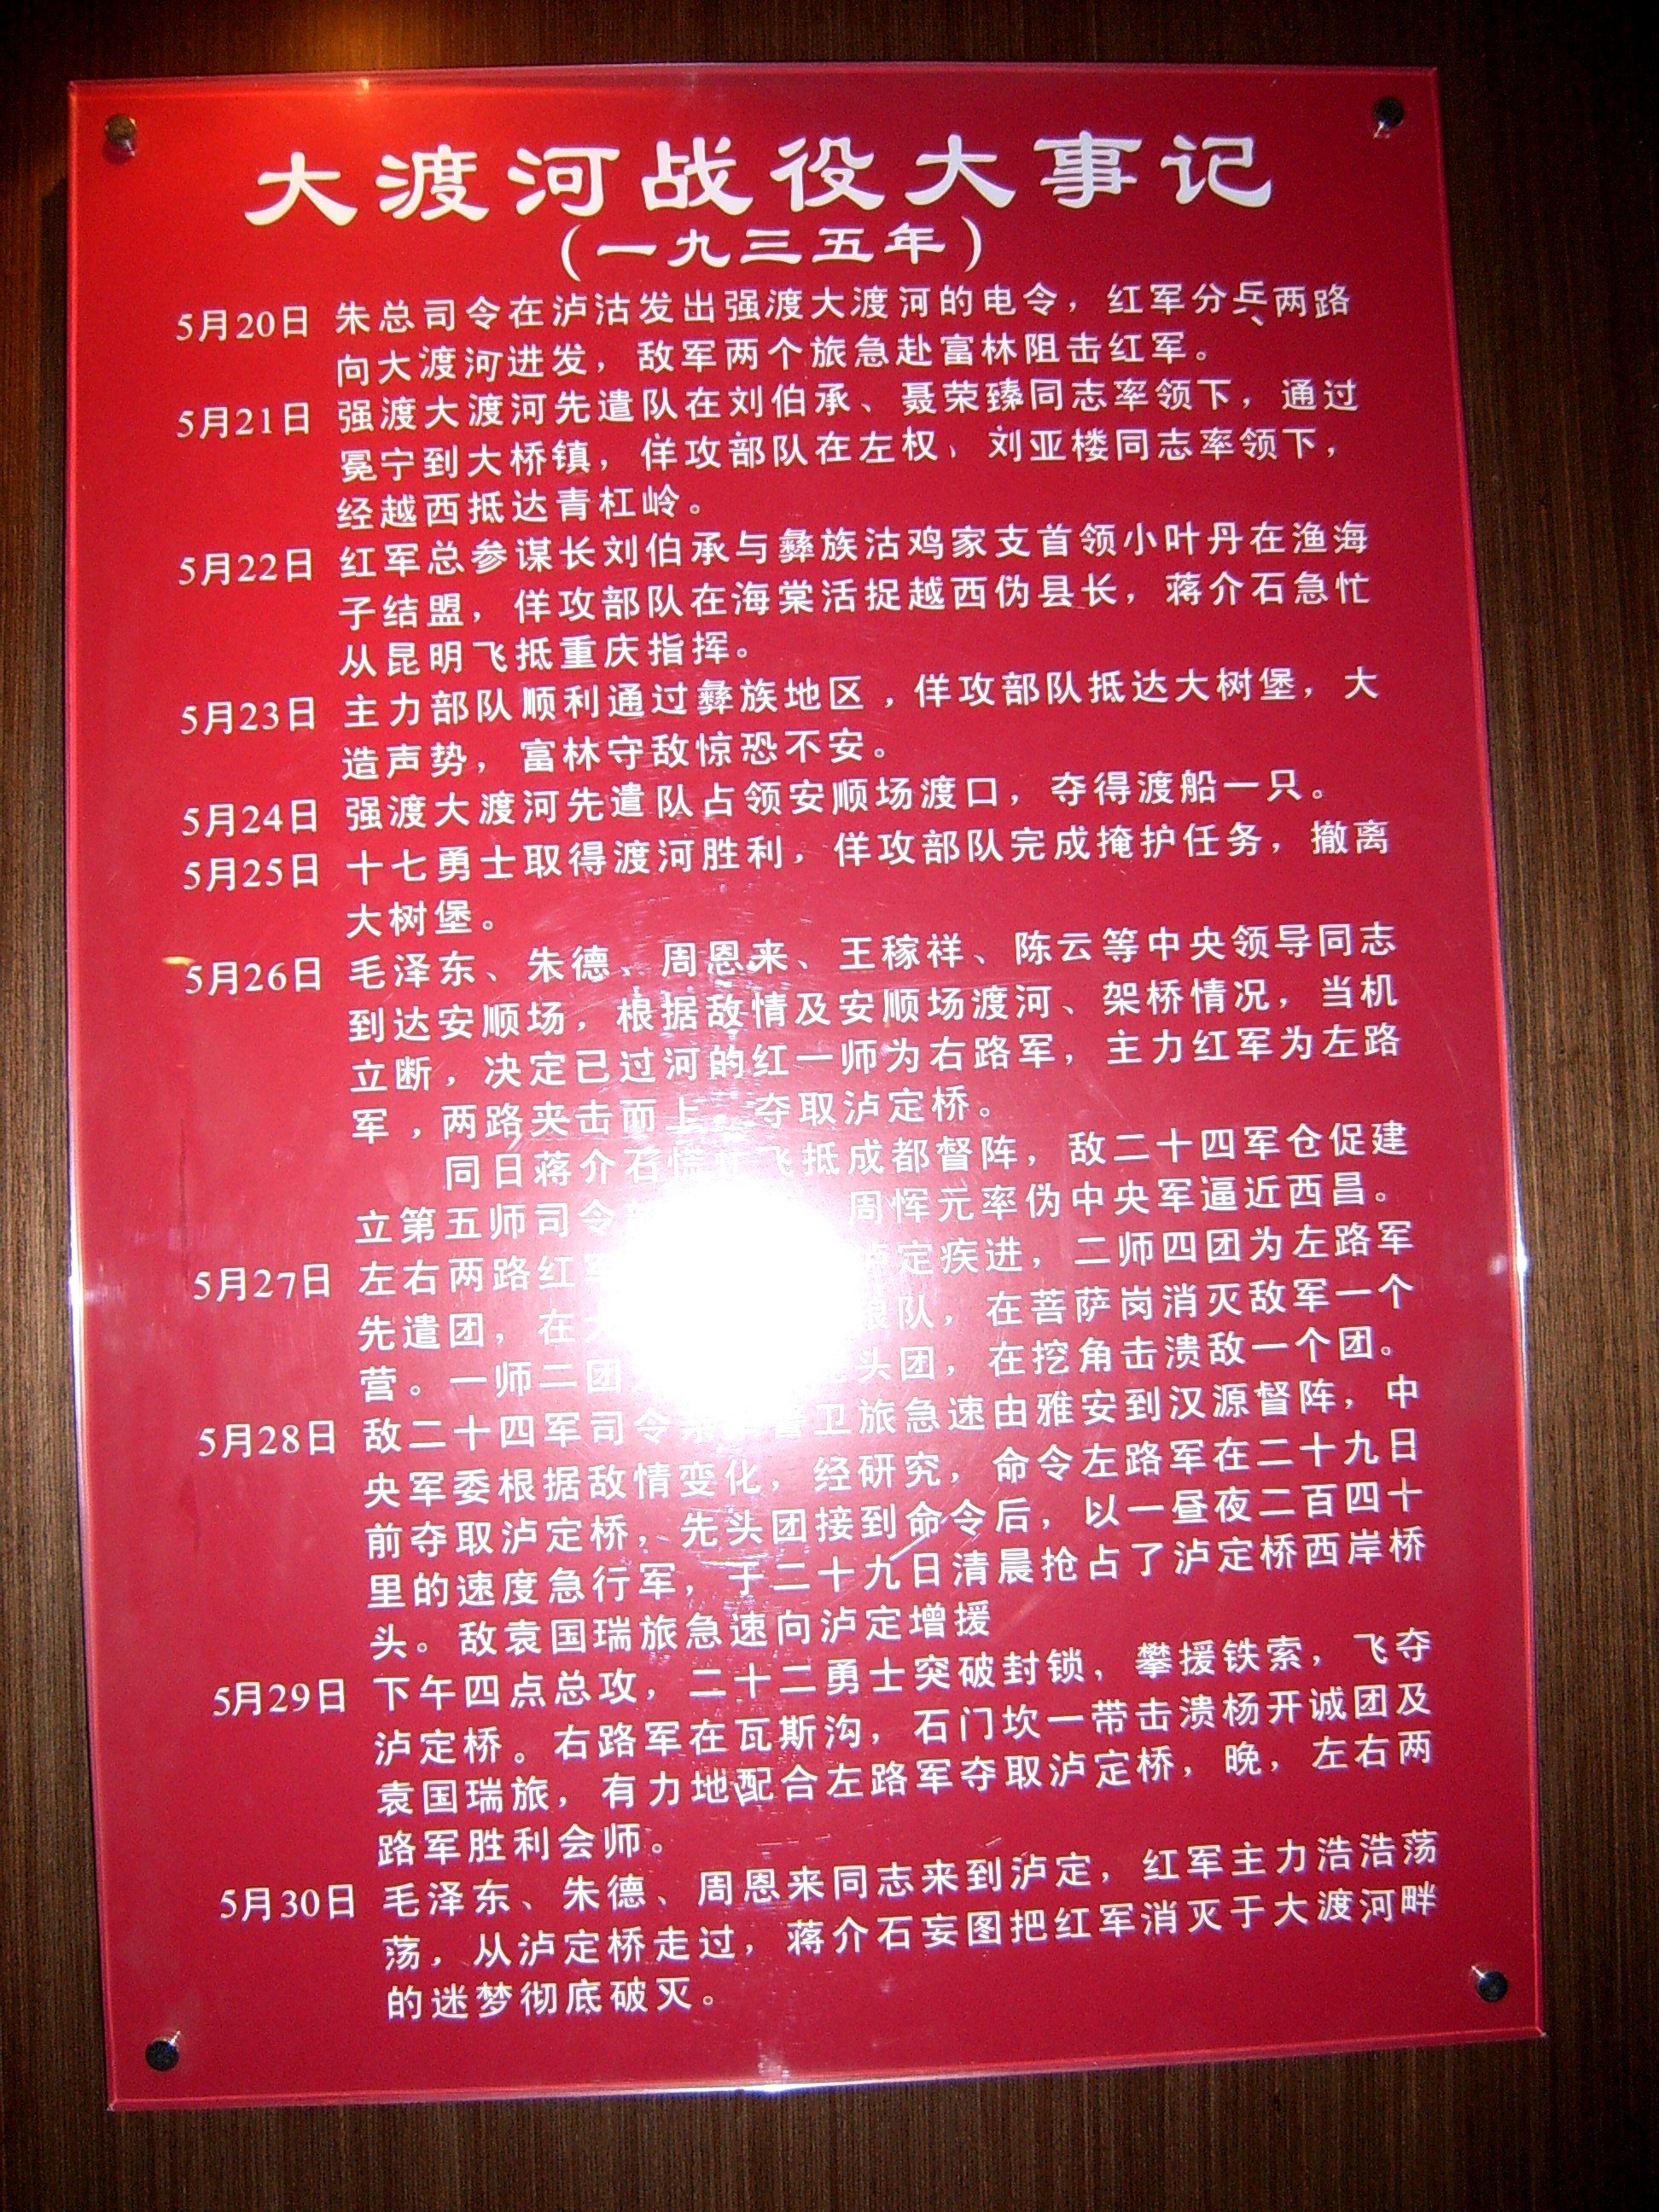 大渡河战役大事记
(一九三五年)
5月20日 朱总司令在泸沽发出强渡大渡河的电令，红军分兵两路
向大渡河进发，敌军两个旅急赴富林阻击红军。
5月21日 强渡大渡河先遣队在刘伯承、聂荣臻同志率领下，通过
冕宁到大桥镇，佯攻部队在左权、刘亚楼同志率领下，
经越西抵达青杠岭。
5月22日 红军总参谋长刘伯承与彝族沽鸡家支首领小叶丹在渔海
子结盟，佯攻部队在海棠活捉越西伪县长，蒋介石急忙
从昆明飞抵重庆指挥。
5月23日 主力部队顺利通过彝族地区，佯攻部队抵达大树堡，大
造声势，富林守敌惊恐不安。
5月24日 强渡大渡河先遣队占领安顺场渡口，夺得渡船一只。
5月25日 十七勇士取得渡河胜利，佯攻部队完成掩护任务，撤离
大树堡。
5月26日 毛泽东、朱德、周恩来、王稼祥、陈云等中央领导同志
到达安顺场，根据敌情及安顺场渡河、架桥情况，当机
立断，决定已过河的红一师为右路军，主力红军为左路
军，两路夹击而上，夺取泸定桥。
同日蒋介石慌忙飞抵成都督阵，敌二十四军仓促建
立第五师司令 周恽元率伪中央军逼近西昌。
5月27日 左右两路红 定疾进，二师四团为左路军
先遣团，在 队，在菩萨岗消灭敌军一个
营。一师二团 头团，在挖角击溃敌一个团。
5月28日 敌二十四军司令 卫旅急速由雅安到汉源督阵，中
央军委根据敌情变化，经研究，命令左路军在二十九日
前夺取泸定桥，先头团接到命令后，以一昼夜二百四十
里的速度急行军，于二十九日清晨抢占了泸定桥西岸桥
头。敌袁国瑞旅急速向泸定增援
5月29日 下午四点总攻，二十二勇士突破封锁，攀援铁索，飞夺
泸定桥。右路军在瓦斯沟，石门坎一带击溃杨开诚团及
袁国瑞旅，有力地配合左路军夺取泸定桥，晚，左右两
路军胜利会师。
5月30日 毛泽东、朱德、周恩来同志来到泸定，红军主力浩浩荡
荡，从泸定桥走过，蒋介石妄图把红军消灭于大渡河畔
的迷梦彻底破灭。